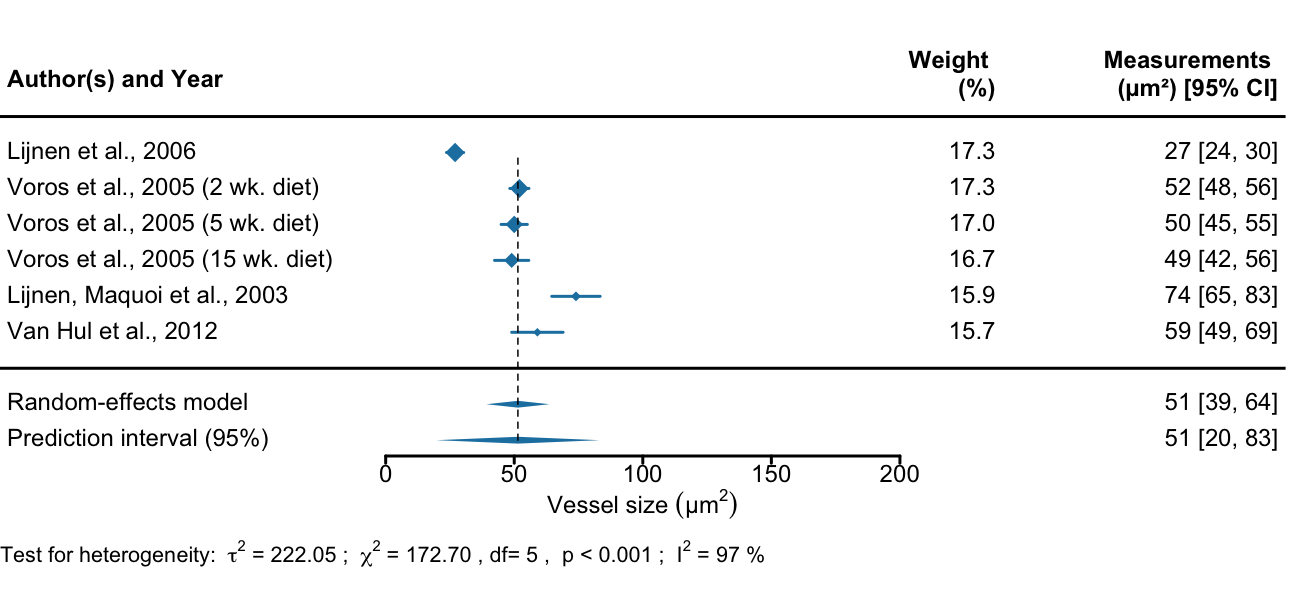 Author(s) and Year Weight (%) Measurements (µm²) [95% CI]
Lijnen et al., 2006 17.3 27 [24, 30]
Voros et al., 2005 (2 wk. diet) 17.3 52 [48, 56]
Voros et al., 2005 (5 wk. diet) 17.0 50 [45, 55]
Voros et al., 2005 (15 wk. diet) 16.7 49 [42, 56]
Lijnen, Maquoi et al., 2003 15.9 74 [65, 83]
Van Hul et al., 2012 15.7 59 [49, 69]
Random-effects model 51 [39, 64]
Prediction interval (95%) 51 [20, 83]
0 50 100 150 200
Vessel size (µm²)
Test for heterogeneity: τ² = 222.05 ; χ² = 172.70 , df= 5 , p < 0.001 ; I² = 97 %